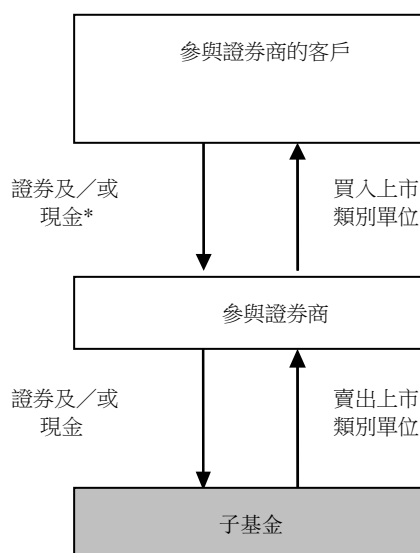 參與證券商的客戶
證券及／或
現金*
買入上市
類別單位
參與證券商
證券及／或
現金
賣出上市
類別單位
子基金